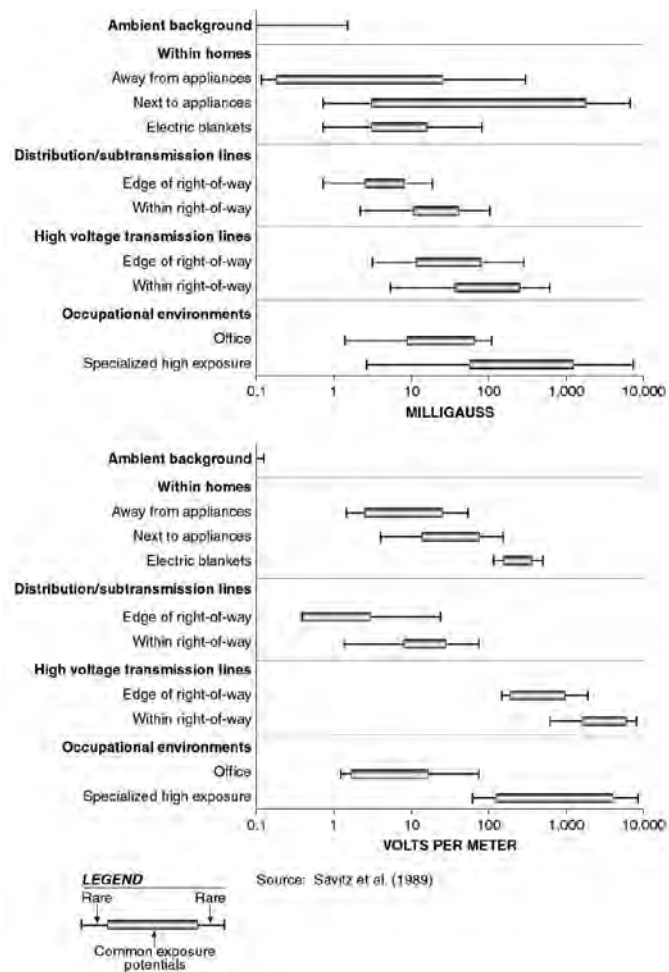 Ambient background
Within homes
Away from appliances
Next to appliances
Electric blankets
Distribution/subtransmission lines
Edge of right-of-way
Within right-of-way
High voltage transmission lines
Edge of right-of-way
Within right-of-way
Occupational environments
Office
Specialized high exposure
0.1 1 10 100 1,000 10,000
MILLIGAUSS
Ambient background
Within homes
Away from appliances
Next to appliances
Electric blankets
Distribution/subtransmission lines
Edge of right-of-way
Within right-of-way
High voltage transmission lines
Edge of right-of-way
Within right-of-way
Occupational environments
Office
Specialized high exposure
0.1 1 10 100 1,000 10,000
VOLTS PER METER
LEGEND
Rare Rare
Common exposure
potentials
Source: Savitz et al. (1989)